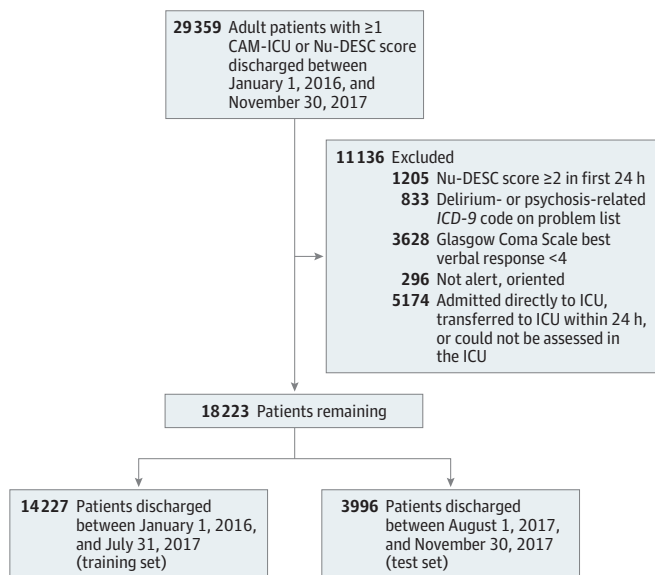 29359 Adult patients with ≥1
CAM-ICU or Nu-DESC score
discharged between
January 1, 2016, and
November 30, 2017
11136 Excluded
1205 Nu-DESC score ≥2 in first 24 h
833 Delirium- or psychosis-related
ICD-9 code on problem list
3628 Glasgow Coma Scale best
verbal response <4
296 Not alert, oriented
5174 Admitted directly to ICU,
transferred to ICU within 24 h,
or could not be assessed in
the ICU
18223 Patients remaining
14227 Patients discharged
between January 1, 2016,
and July 31, 2017
(training set)
3996 Patients discharged
between August 1, 2017,
and November 30, 2017
(test set)